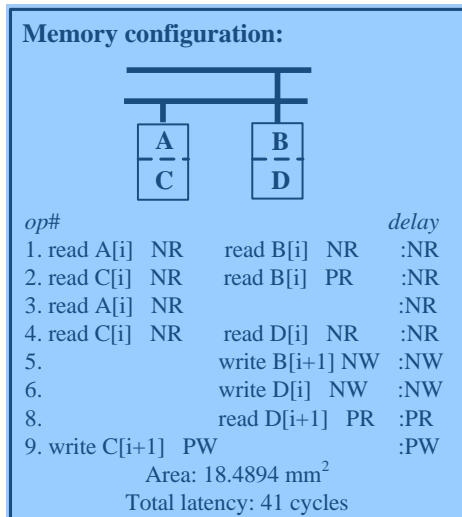 Memory configuration:
A B
C D
op# delay
1. read A[i] NR read B[i] NR :NR
2. read C[i] NR read B[i] PR :NR
3. read A[i] NR :NR
4. read C[i] NR read D[i] NR :NR
5. write B[i+1] NW :NW
6. write D[i] NW :NW
8. read D[i+1] PR :PR
9. write C[i+1] PW :PW
Area: 18.4894 mm²
Total latency: 41 cycles